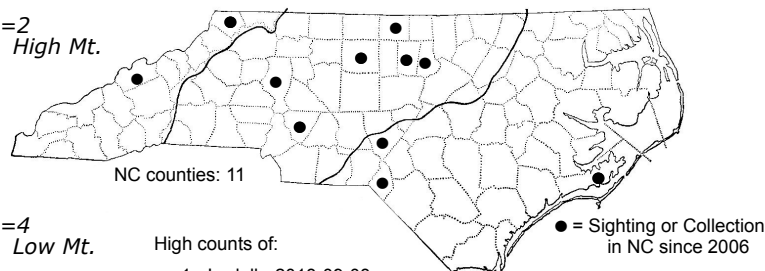 =2
High Mt.
NC counties: 11
=4
Low Mt.
High counts of:
● = Sighting or Collection
in NC since 2006